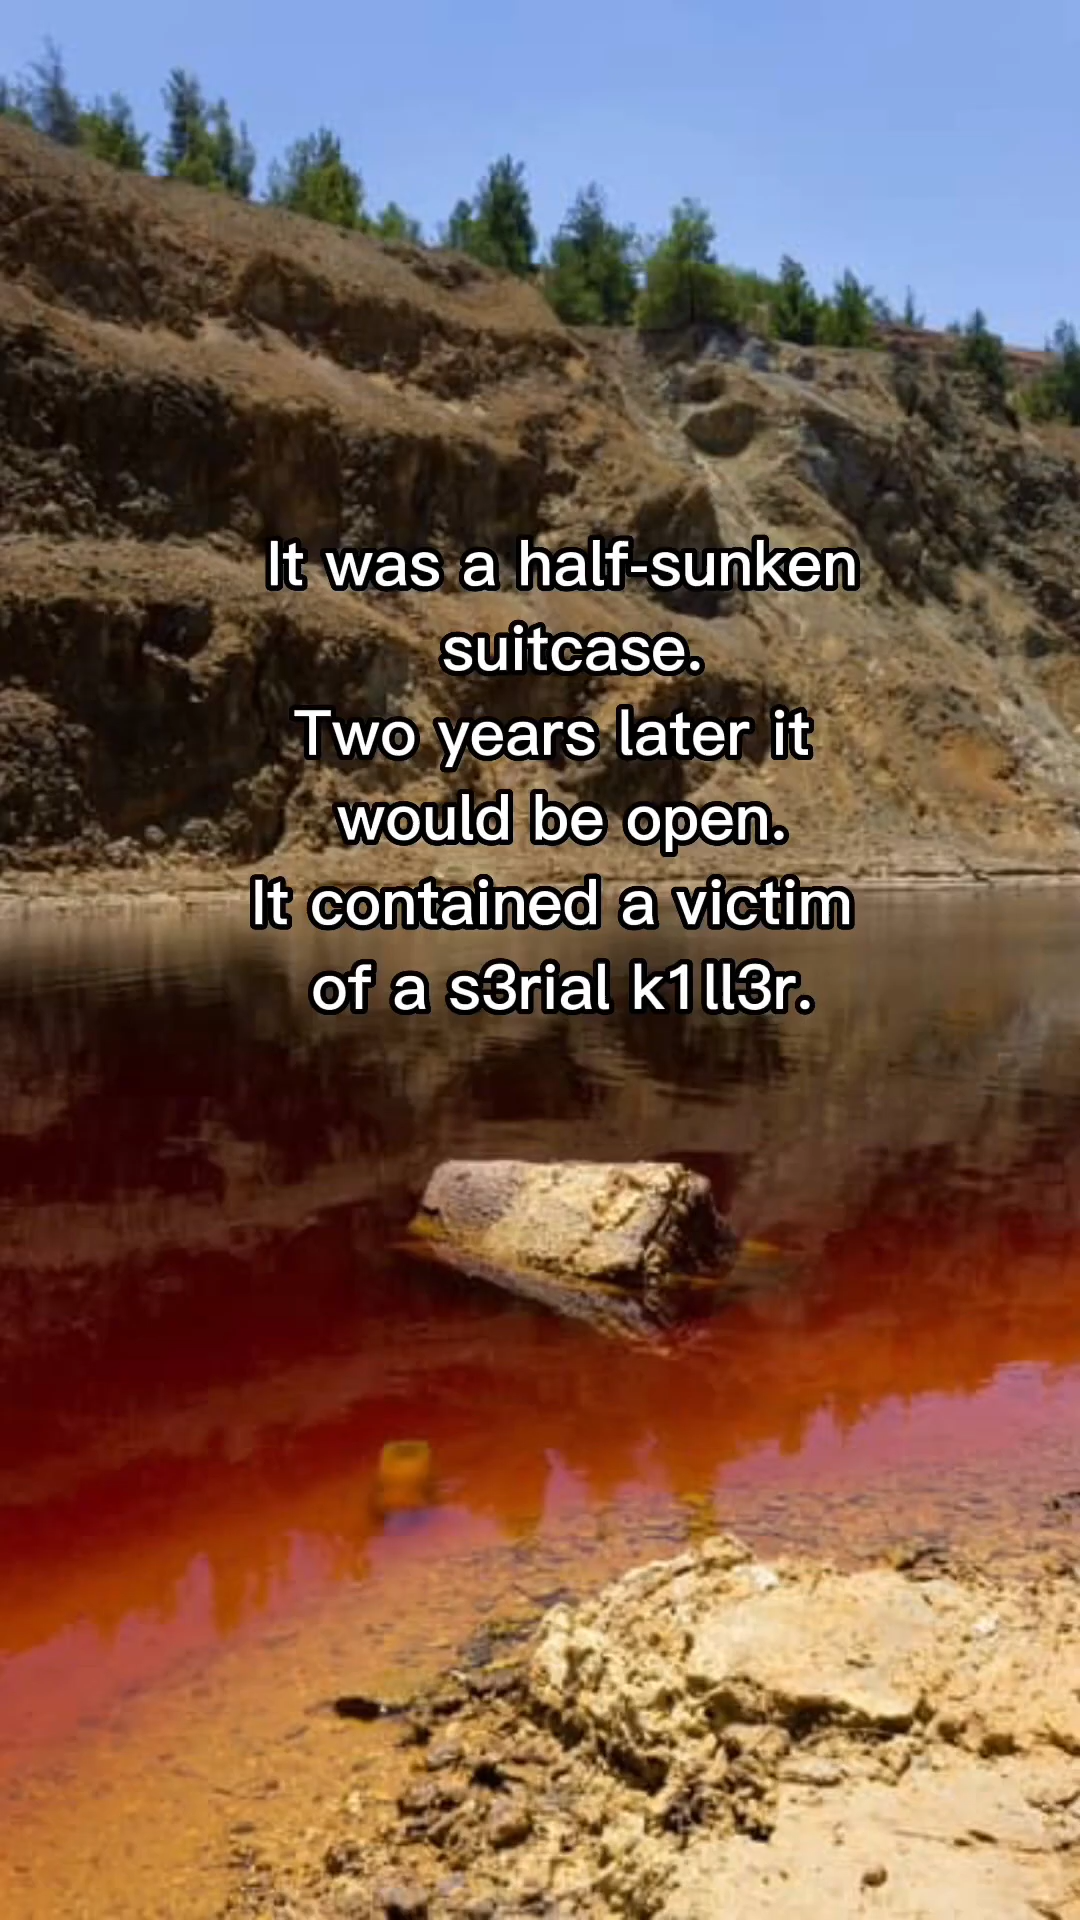 It was a half-sunken
suitcase.
Two years later it
would be open.
It contained a victim
of a s3rial k1ll3r.